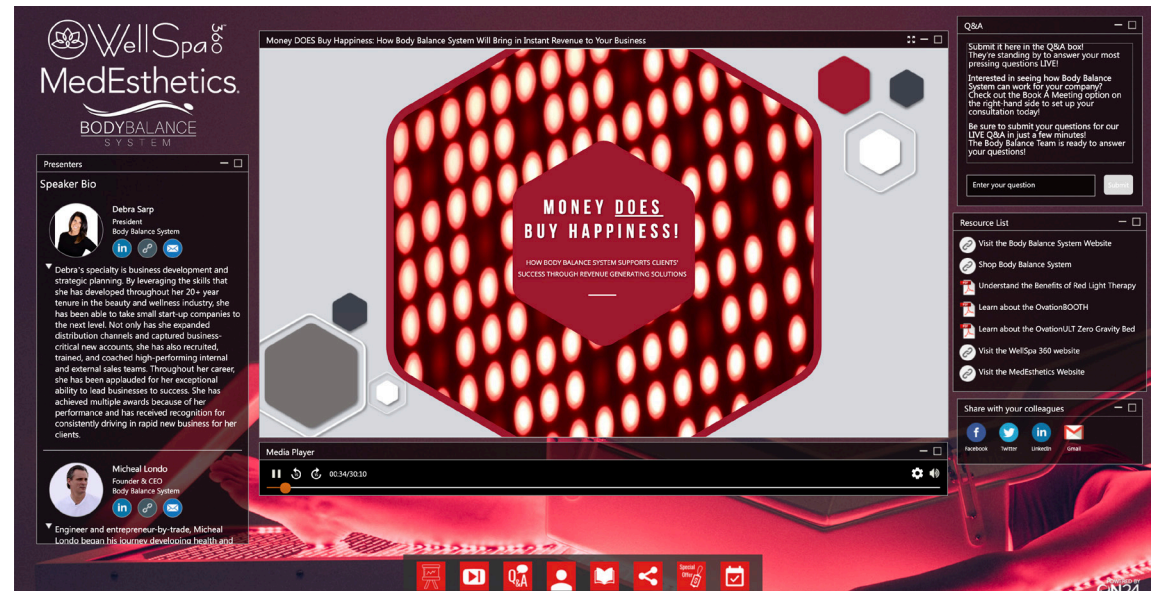 WellSpa 360
MedEsthetics.
BODYBALANCE
SYSTEM
Presenters
Speaker Bio
Debra Sarp
President
Body Balance System
in
Debra's specialty is business development and
strategic planning. By leveraging the skills that
she has developed throughout her 20+ year
tenure in the beauty and wellness industry, she
has been able to take small start-up companies to
the next level. Not only has she expanded
distribution channels and captured business-
critical new accounts, she has also recruited,
trained, and coached high-performing internal
and external sales teams. Throughout her career,
she has been applauded for her exceptional
ability to lead businesses to success. She has
achieved multiple awards because of her
performance and has received recognition for
consistently driving in rapid new business for her
clients.
Micheal Londo
Founder & CEO
Body Balance System
in
Engineer and entrepreneur-by-trade, Micheal
Londo began his journey developing health and
Money DOES Buy Happiness: How Body Balance System Will Bring in Instant Revenue to Your Business
MONEY DOES
BUY HAPPINESS!
HOW BODY BALANCE SYSTEM SUPPORTS CLIENTS'
SUCCESS THROUGH REVENUE GENERATING SOLUTIONS
Media Player
00:34/30:10
Q&A
Submit it here in the Q&A box!
They're standing by to answer your most
pressing questions LIVE!
Interested in seeing how Body Balance
System can work for your company?
Check out the Book A Meeting option on
the right-hand side to set up your
consultation today!
Be sure to submit your questions for our
LIVE Q&A in just a few minutes!
The Body Balance Team is ready to answer
your questions!
Enter your question
Submit
Resource List
Visit the Body Balance System Website
Shop Body Balance System
Understand the Benefits of Red Light Therapy
Learn about the OvationBOOTH
Learn about the OvationULT Zero Gravity Bed
Visit the WellSpa 360 website
Visit the MedEsthetics Website
Share with your colleagues
Facebook
Twitter
LinkedIn
Gmail
Q&A
Special
Offer
POWERED BY
ON24